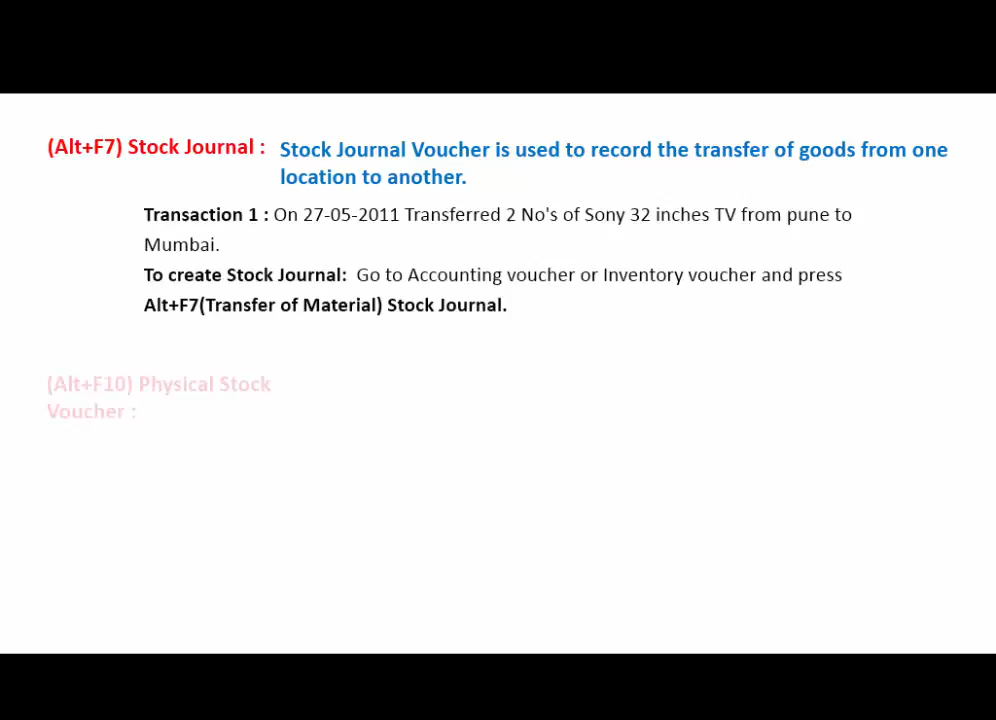 (Alt+F7) Stock Journal : Stock Journal Voucher is used to record the transfer of goods from one
location to another.
Transaction 1 : On 27-05-2011 Transferred 2 No's of Sony 32 inches TV from pune to
Mumbai.
To create Stock Journal: Go to Accounting voucher or Inventory voucher and press
Alt+F7(Transfer of Material) Stock Journal.
(Alt+F10) Physical Stock
Voucher :